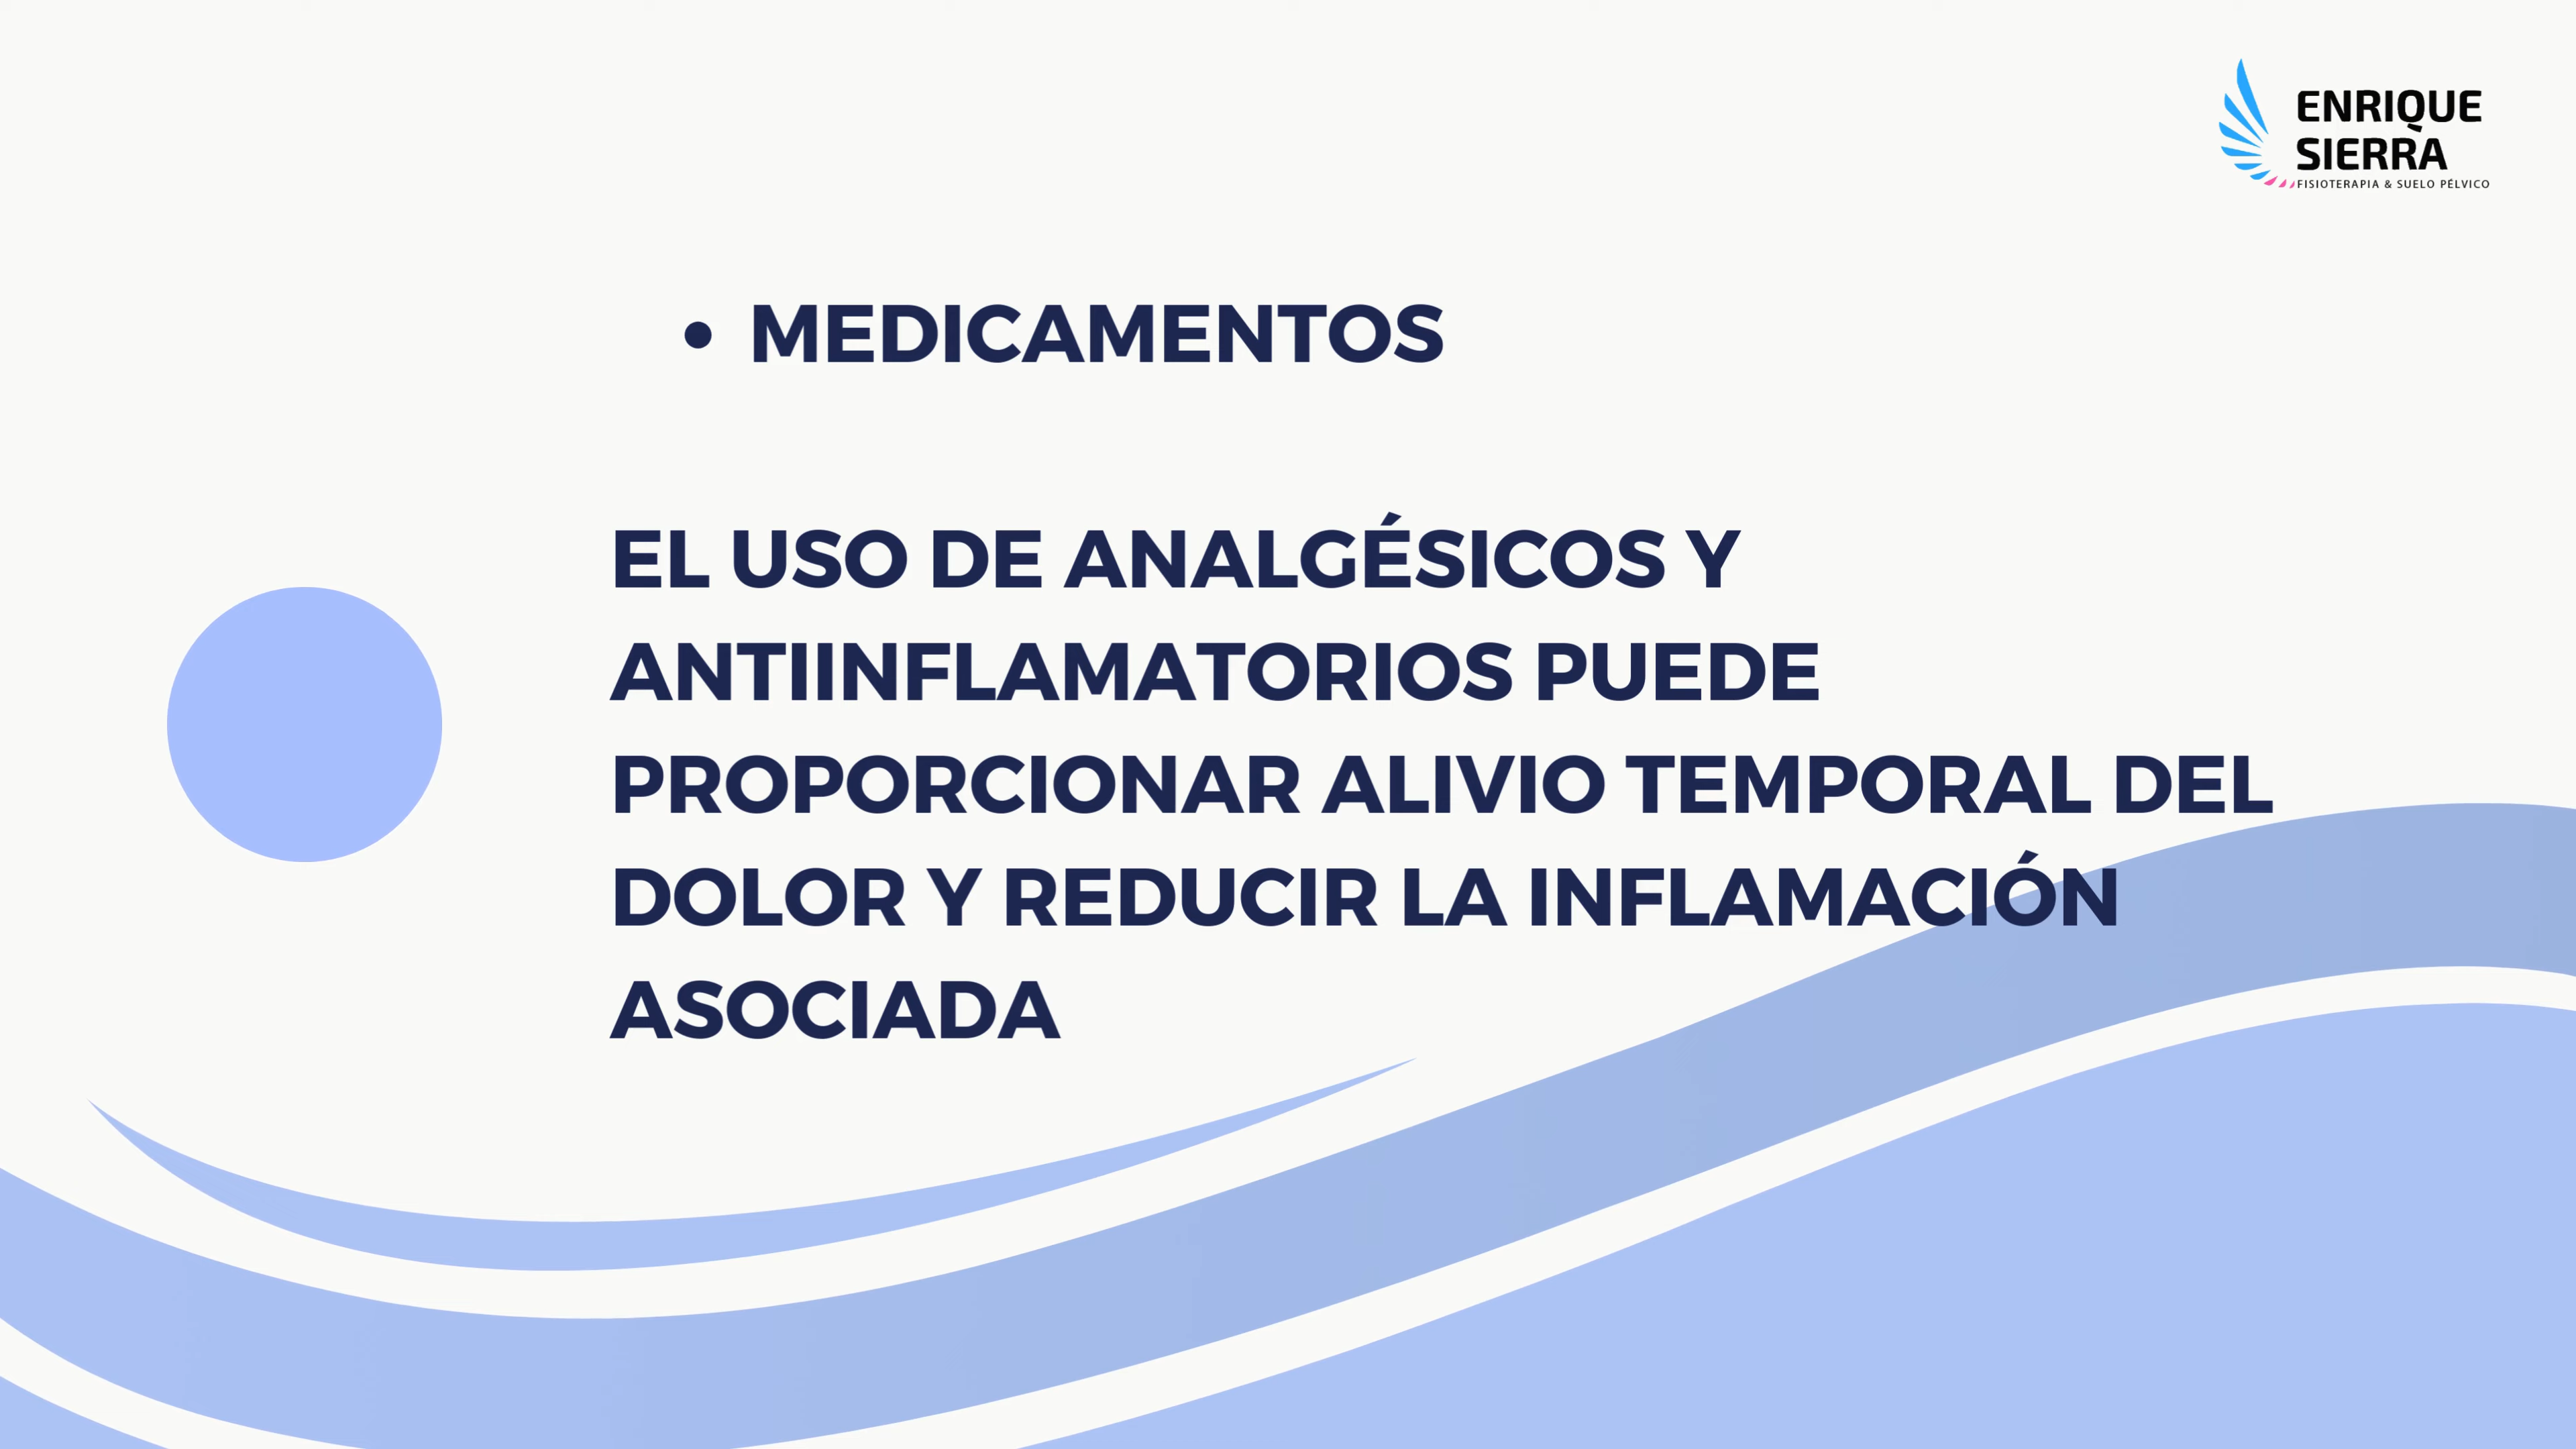 ENRIQUE
SIERRA
FISIOTERAPIA & SUELO PÉLVICO
• MEDICAMENTOS
EL USO DE ANALGÉSICOS Y
ANTIINFLAMATORIOS PUEDE
PROPORCIONAR ALIVIO TEMPORAL DEL
DOLOR Y REDUCIR LA INFLAMACIÓN
ASOCIADA